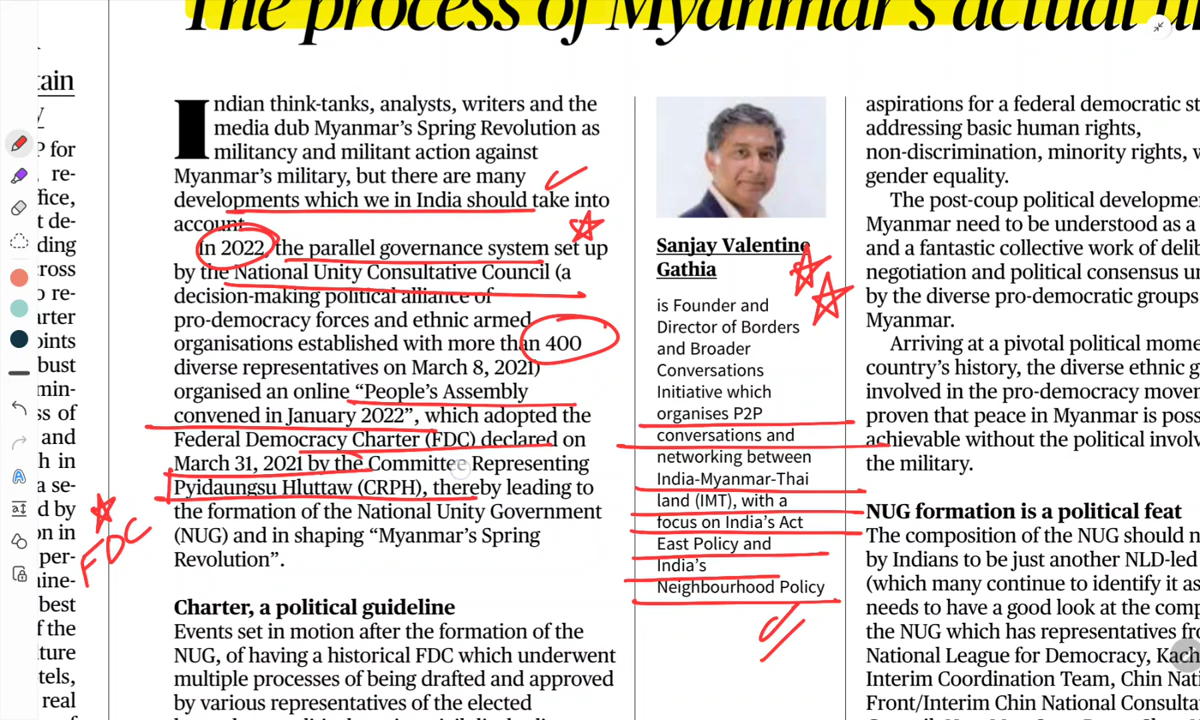 The process of Myanmar's actual
tain
y
P for
re-
fice,
t de-
ding
cross
o re-
arter
oints
bust
min-
ss of
and
h in
a se-
d by
on in
per-
nine-
best
f the
ture
tels,
real
FDC
Indian think-tanks, analysts, writers and the
media dub Myanmar's Spring Revolution as
militancy and militant action against
Myanmar's military, but there are many
developments which we in India should take into
account.
In 2022, the parallel governance system set up
by the National Unity Consultative Council (a
decision-making political alliance of
pro-democracy forces and ethnic armed
organisations established with more than 400
diverse representatives on March 8, 2021)
organised an online “People's Assembly
convened in January 2022”, which adopted the
Federal Democracy Charter (FDC) declared on
March 31, 2021 by the Committee Representing
Pyidaungsu Hluttaw (CRPH), thereby leading to
the formation of the National Unity Government
(NUG) and in shaping “Myanmar's Spring
Revolution”.
Charter, a political guideline
Events set in motion after the formation of the
NUG, of having a historical FDC which underwent
multiple processes of being drafted and approved
by various representatives of the elected
Sanjay Valentine
Gathia
is Founder and
Director of Borders
and Broader
Conversations
Initiative which
organises P2P
conversations and
networking between
India-Myanmar-Thai
land (IMT), with a
focus on India's Act
East Policy and
India's
Neighbourhood Policy
aspirations for a federal democratic st
addressing basic human rights,
non-discrimination, minority rights, w
gender equality.
The post-coup political developme
Myanmar need to be understood as a
and a fantastic collective work of delib
negotiation and political consensus un
by the diverse pro-democratic groups
Myanmar.
Arriving at a pivotal political mome
country's history, the diverse ethnic g
involved in the pro-democracy movem
proven that peace in Myanmar is poss
achievable without the political involv
the military.
NUG formation is a political feat
The composition of the NUG should n
by Indians to be just another NLD-led
(which many continue to identify it as
needs to have a good look at the comp
the NUG which has representatives fro
National League for Democracy, Kach
Interim Coordination Team, Chin Nati
Front/Interim Chin National Consulta